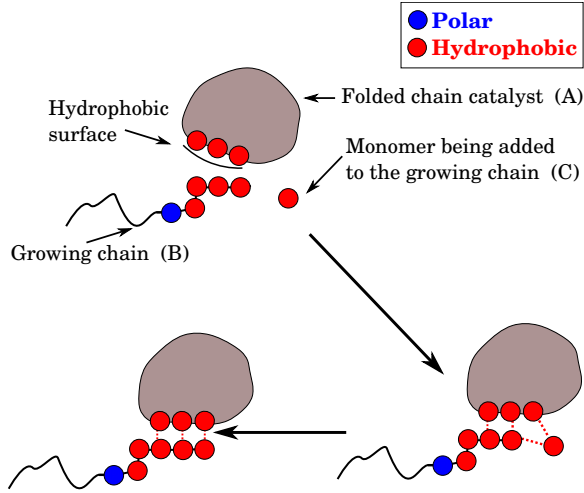 Polar
Hydrophobic
Folded chain catalyst (A)
Hydrophobic
surface
Monomer being added
to the growing chain (C)
Growing chain (B)